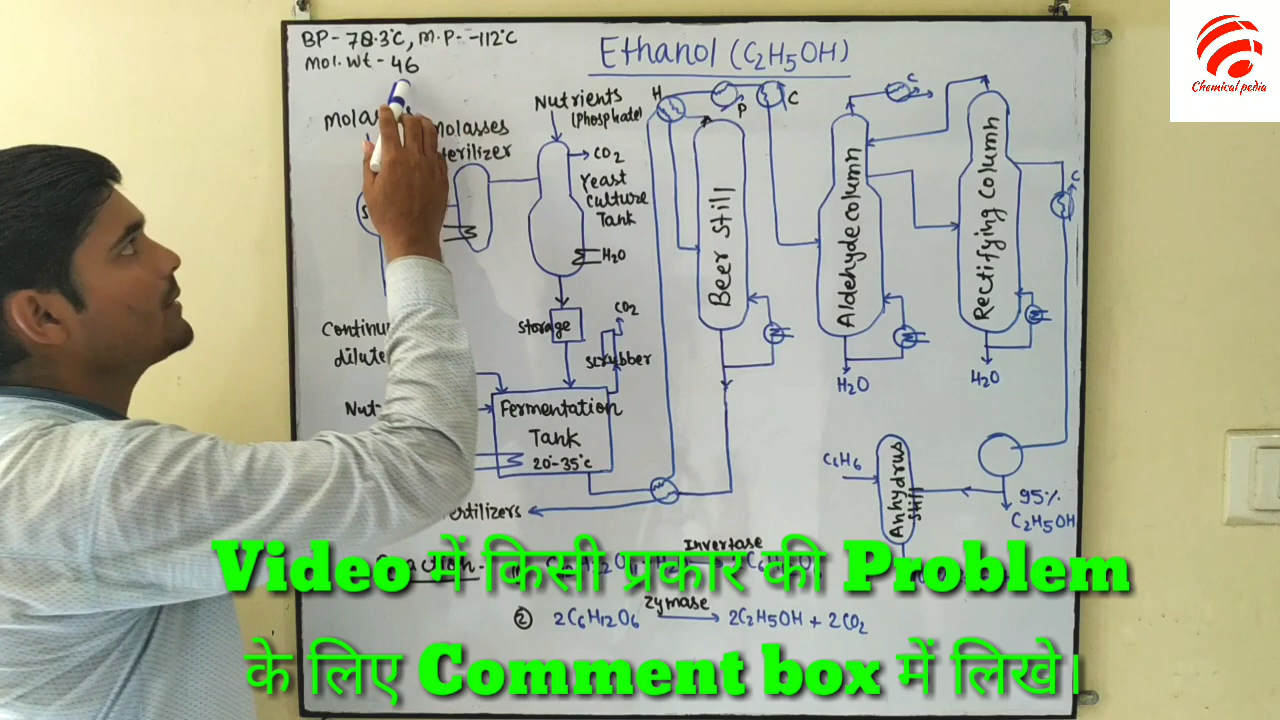 BP- 78.3°C, M.P- -112°C
Mol. wt - 46
Ethanol (C2H5OH)
Chemical pedia
Nutrients
(Phosphate)
CO2
Yeast
Culture
Tank
H2O
Storage
CO2
Scrubber
Fermentation
Tank
20°-35°C
H
P
C
Beer Still
C
Aldehyde column
H2O
Rectifying Column
C
H2O
C6H6
Anhydrus
Still
95%
C2H5OH
Invertase
② 2C6H12O6 Zymase → 2C2H5OH + 2CO2
Video में किसी प्रकार की Problem
के लिए Comment box में लिखे।